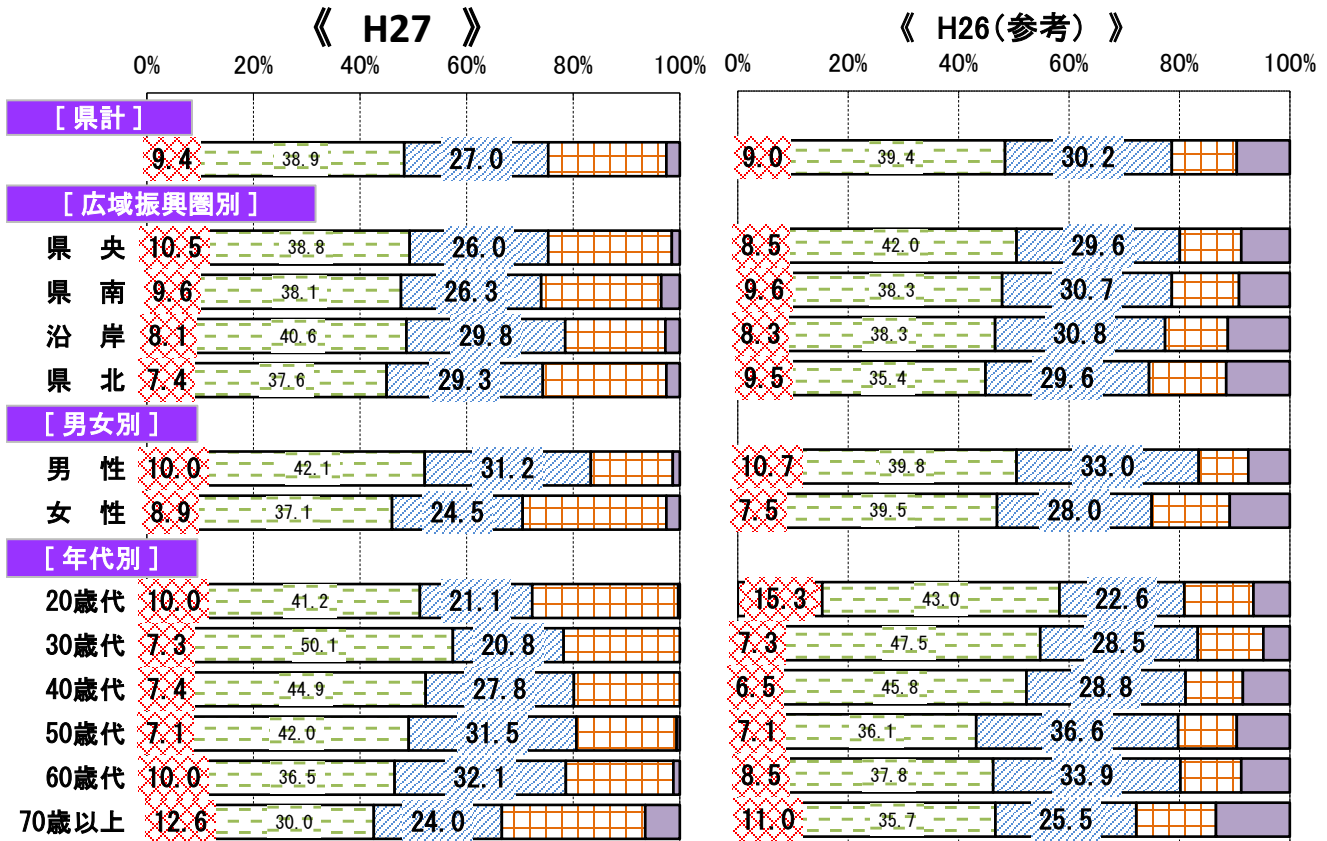 《 H27 》 《 H26(参考) 》
0% 20% 40% 60% 80% 100% 0% 20% 40% 60% 80% 100%
[ 県計 ]
9.4 38.9 27.0 9.0 39.4 30.2
[ 広域振興圏別 ]
県 央 10.5 38.8 26.0 8.5 42.0 29.6
県 南 9.6 38.1 26.3 9.6 38.3 30.7
沿 岸 8.1 40.6 29.8 8.3 38.3 30.8
県 北 7.4 37.6 29.3 9.5 35.4 29.6
[ 男女別 ]
男 性 10.0 42.1 31.2 10.7 39.8 33.0
女 性 8.9 37.1 24.5 7.5 39.5 28.0
[ 年代別 ]
20歳代 10.0 41.2 21.1 15.3 43.0 22.6
30歳代 7.3 50.1 20.8 7.3 47.5 28.5
40歳代 7.4 44.9 27.8 6.5 45.8 28.8
50歳代 7.1 42.0 31.5 7.1 36.1 36.6
60歳代 10.0 36.5 32.1 8.5 37.8 33.9
70歳以上 12.6 30.0 24.0 11.0 35.7 25.5